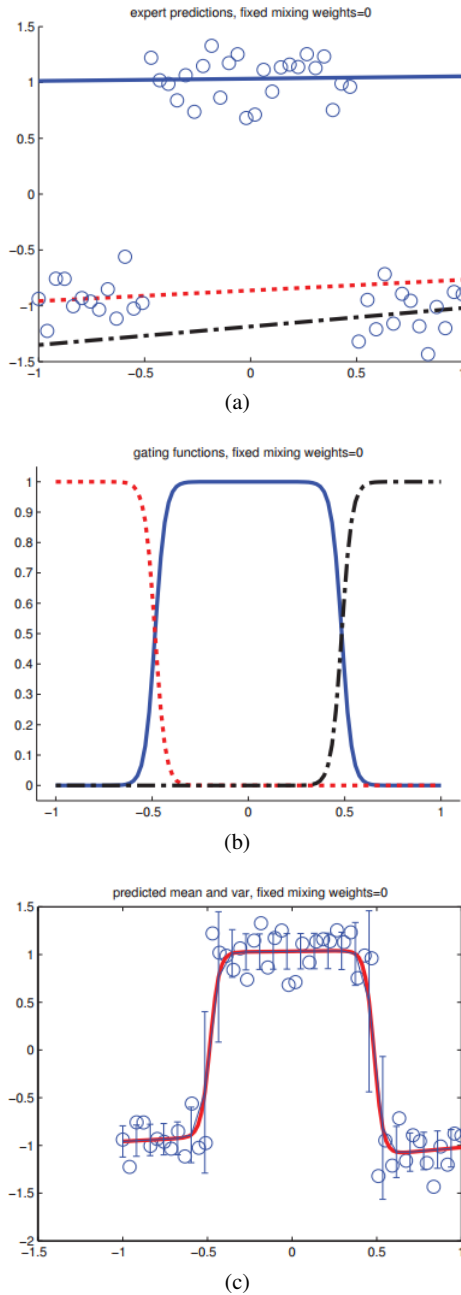 expert predictions, fixed mixing weights=0
1.5
1
0.5
0
−0.5
−1
−1.5
−1 −0.5 0 0.5 1
(a)
gating functions, fixed mixing weights=0
1
0.9
0.8
0.7
0.6
0.5
0.4
0.3
0.2
0.1
0
−1 −0.5 0 0.5 1
(b)
predicted mean and var, fixed mixing weights=0
1.5
1
0.5
0
−0.5
−1
−1.5
−2
−1.5 −1 −0.5 0 0.5 1
(c)